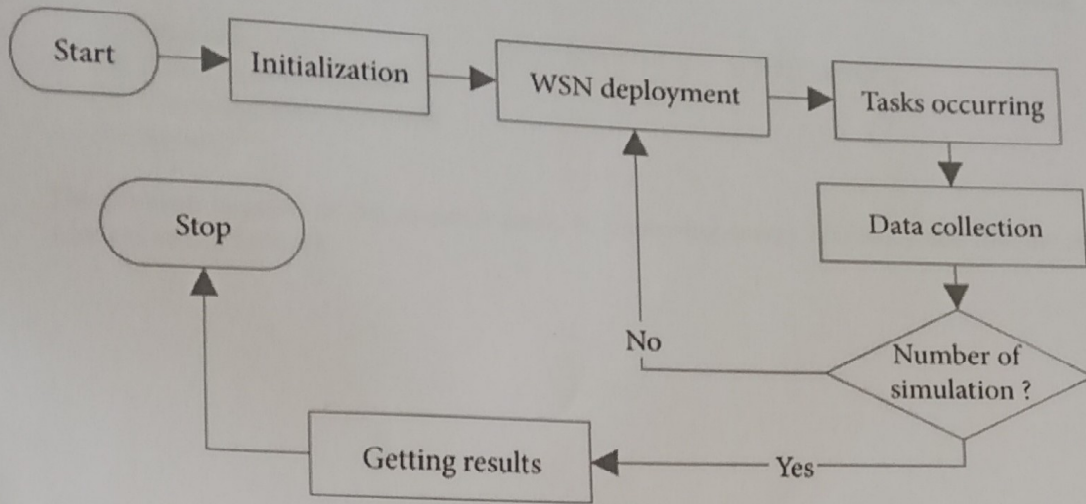 Start
Initialization
WSN deployment
Tasks occurring
Data collection
Number of
simulation ?
No
Yes
Getting results
Stop